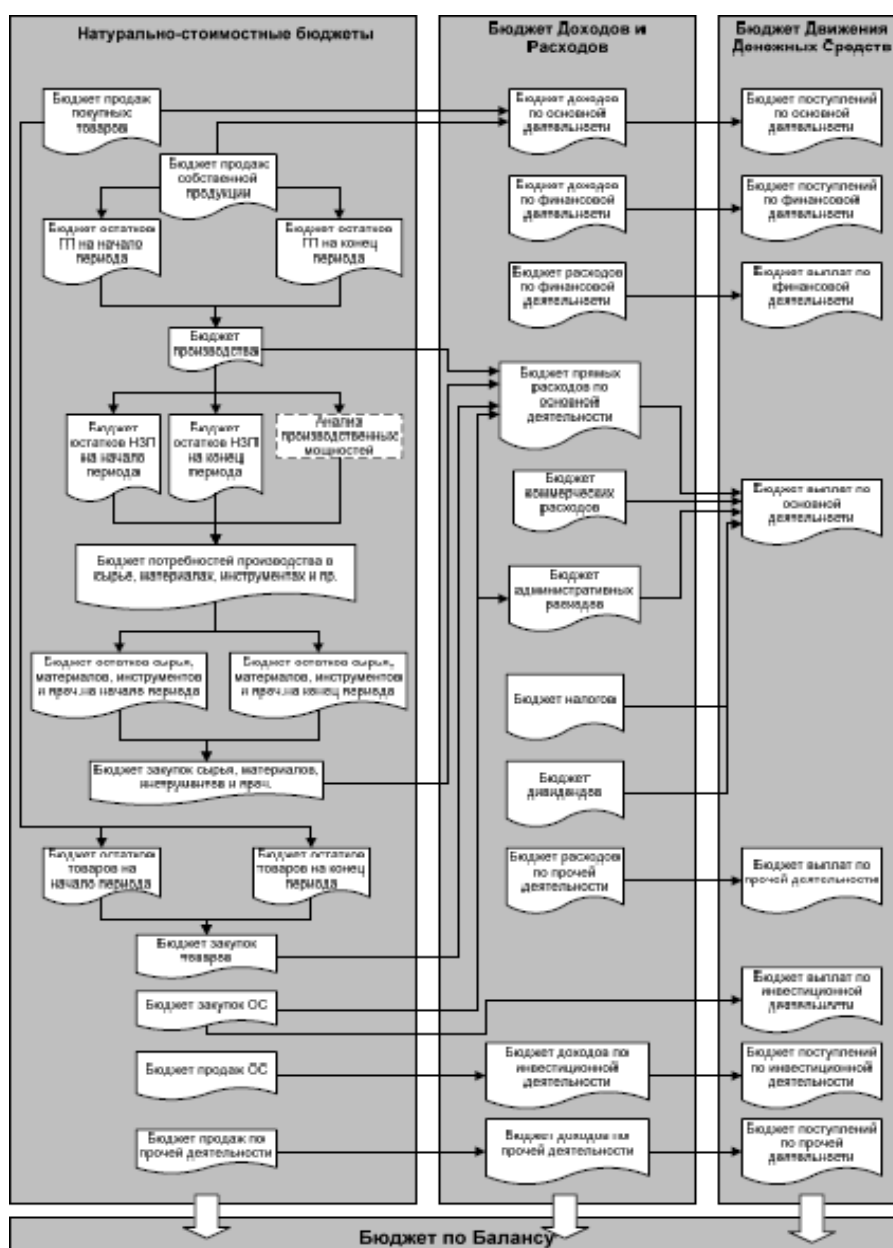 Натурально-стоимостные бюджеты
Бюджет продаж
покупных
товаров
Бюджет продаж
собственной
продукции
Бюджет остатков
ГП на начало
периода
Бюджет остатков
ГП на конец
периода
Бюджет
производства
Бюджет
остатков НЗП
на начало
периода
Бюджет
остатков НЗП
на конец
периода
Анализ
производственных
мощностей
Бюджет потребностей производства в
сырье, материалах, инструментах и пр.
Бюджет остатков сырья,
материалов, инструментов
и проч.на начало периода
Бюджет остатков сырья,
материалов, инструментов
и проч.на конец периода
Бюджет закупок сырья, материалов,
инструментов и проч.
Бюджет остатков
товаров на
начало периода
Бюджет остатков
товаров на конец
периода
Бюджет закупок
товаров
Бюджет закупок ОС
Бюджет продаж ОС
Бюджет продаж по
прочей деятельности
Бюджет Доходов и
Расходов
Бюджет доходов
по основной
деятельности
Бюджет доходов
по финансовой
деятельности
Бюджет расходов
по финансовой
деятельности
Бюджет прямых
расходов по
основной
деятельности
Бюджет
коммерческих
расходов
Бюджет
административных
расходов
Бюджет налогов
Бюджет
дивидендов
Бюджет расходов
по прочей
деятельности
Бюджет доходов по
инвестиционной
деятельности
Бюджет доходов по
прочей деятельности
Бюджет Движения
Денежных Средств
Бюджет поступлений
по основной
деятельности
Бюджет поступлений
по финансовой
деятельности
Бюджет выплат по
финансовой
деятельности
Бюджет выплат по
основной
деятельности
Бюджет выплат по
прочей деятельности
Бюджет выплат по
инвестиционной
деятельности
Бюджет поступлений
по инвестиционной
деятельности
Бюджет поступлений
по прочей
деятельности
Бюджет по Балансу